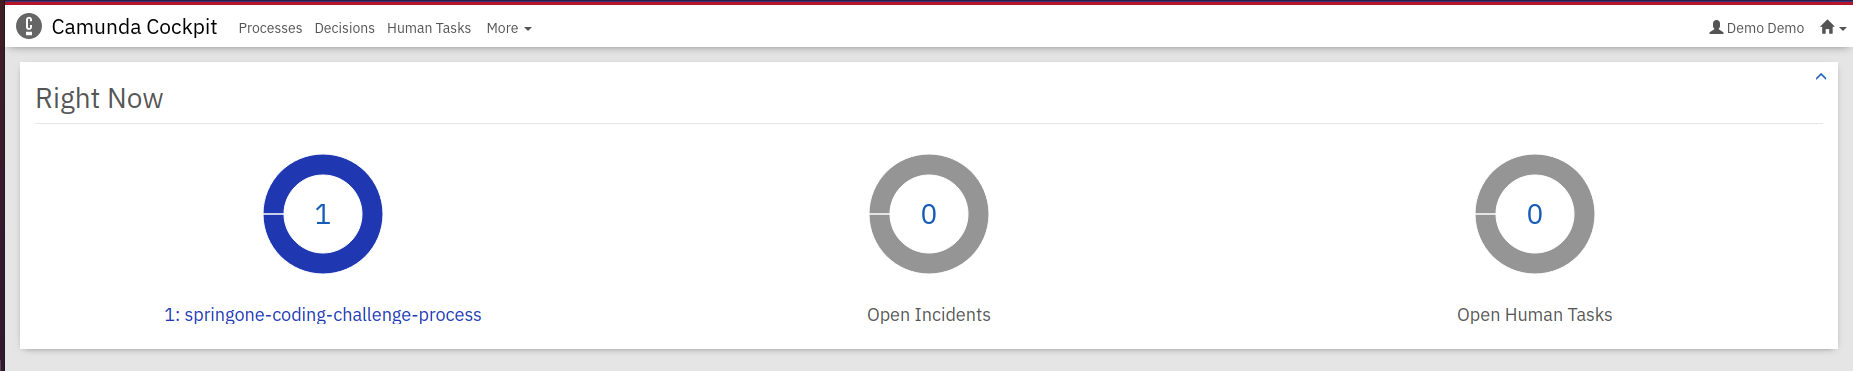 Camunda Cockpit Processes Decisions Human Tasks More Demo Demo
Right Now
1 0 0
1: springone-coding-challenge-process Open Incidents Open Human Tasks